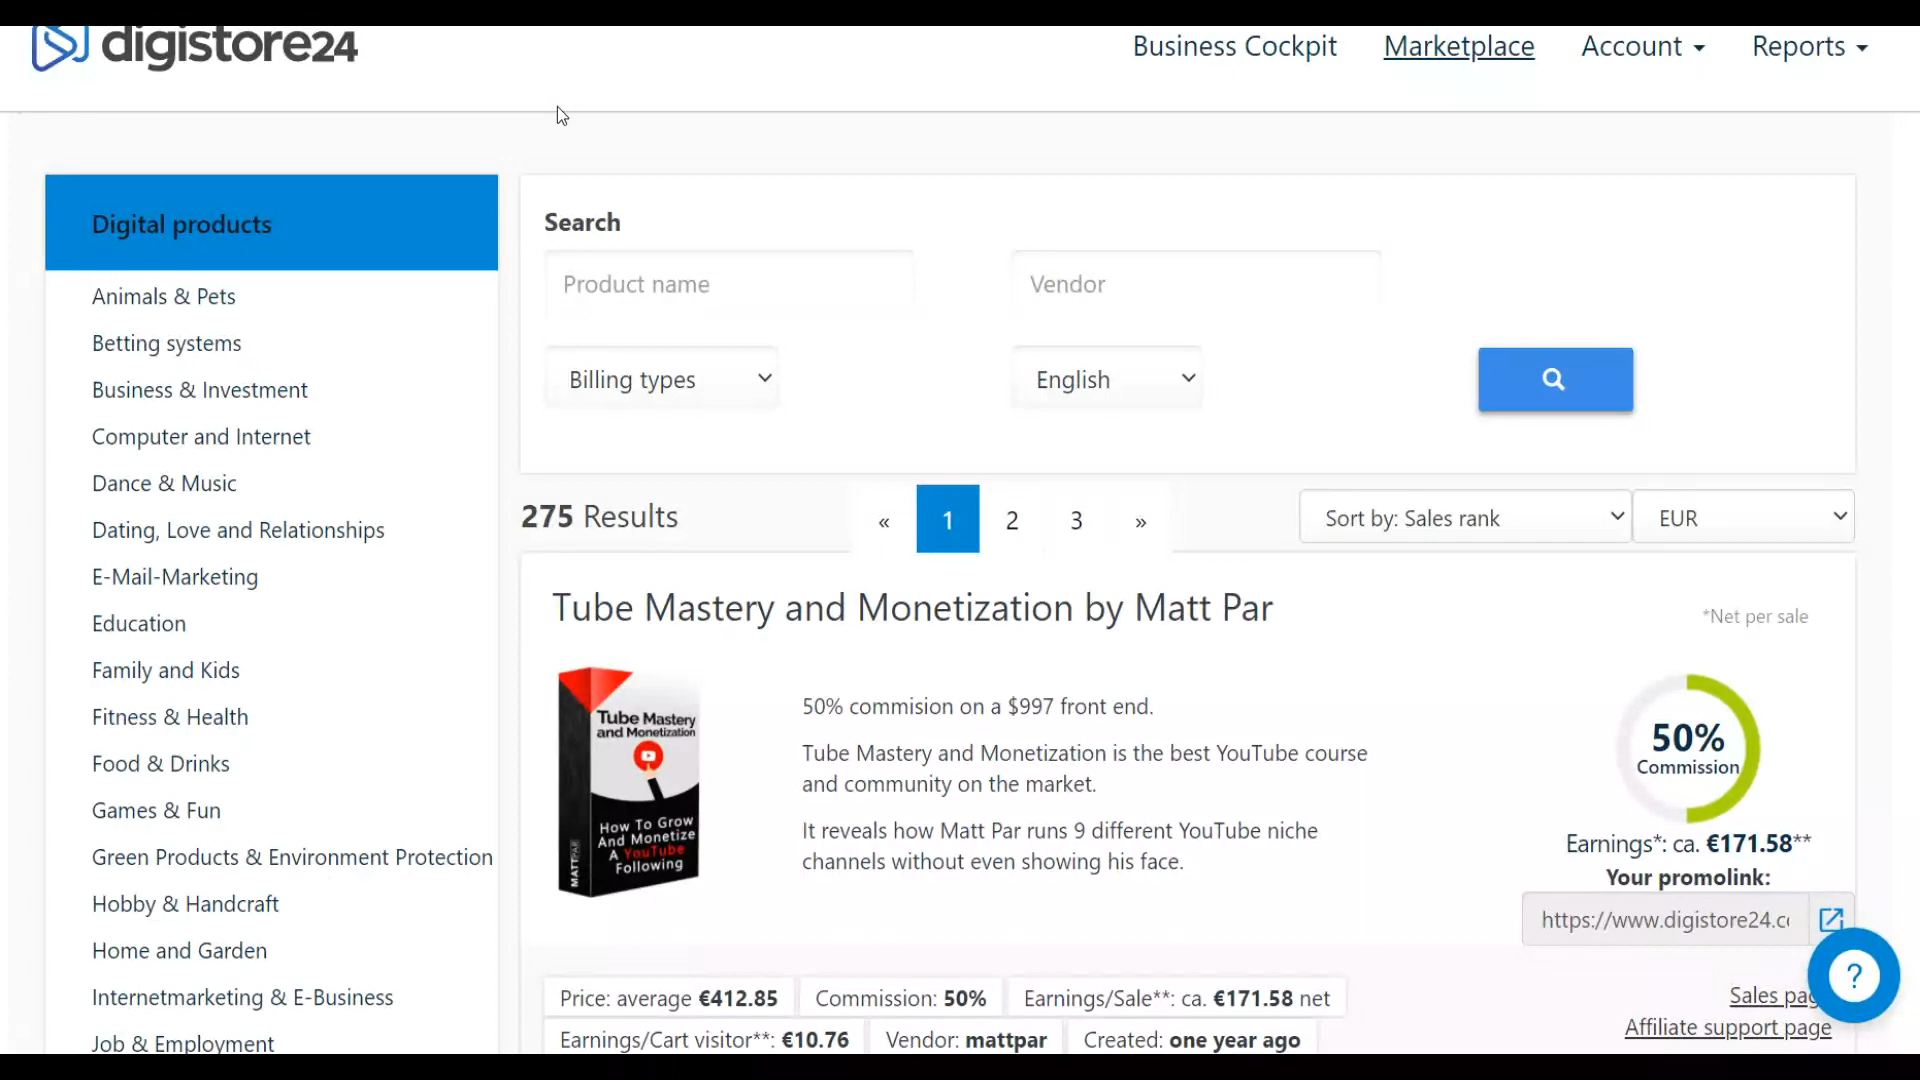 digistore24
Business Cockpit
Marketplace
Account
Reports
Digital products
Animals & Pets
Betting systems
Business & Investment
Computer and Internet
Dance & Music
Dating, Love and Relationships
E-Mail-Marketing
Education
Family and Kids
Fitness & Health
Food & Drinks
Games & Fun
Green Products & Environment Protection
Hobby & Handcraft
Home and Garden
Internetmarketing & E-Business
Job & Employment
Search
Product name
Vendor
Billing types
English
275 Results
« 1 2 3 »
Sort by: Sales rank
EUR
Tube Mastery and Monetization by Matt Par
*Net per sale
Tube Mastery
and Monetization
How To Grow
And Monetize
A YouTube
Following
MATT PAR
50% commision on a $997 front end.
Tube Mastery and Monetization is the best YouTube course
and community on the market.
It reveals how Matt Par runs 9 different YouTube niche
channels without even showing his face.
50%
Commission
Earnings*: ca. €171.58**
Your promolink:
https://www.digistore24.c
Price: average €412.85
Commission: 50%
Earnings/Sale**: ca. €171.58 net
Earnings/Cart visitor**: €10.76
Vendor: mattpar
Created: one year ago
Sales pag
Affiliate support page
?